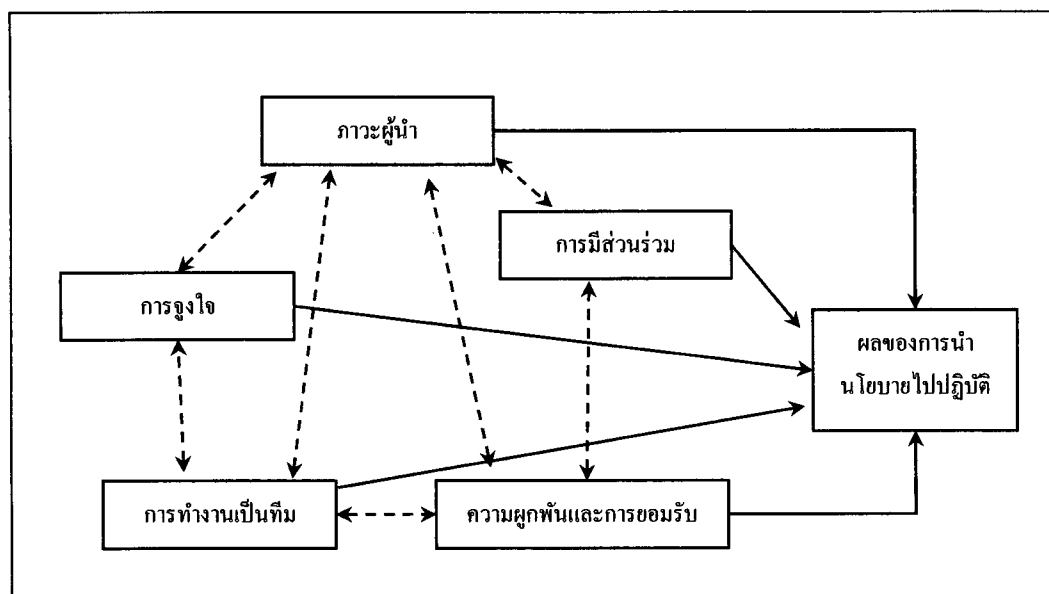 ภาวะผู้นำ
การมีส่วนร่วม
การจูงใจ
ผลของการนำ
นโยบายไปปฏิบัติ
การทำงานเป็นทีม
ความผูกพันและการยอมรับ